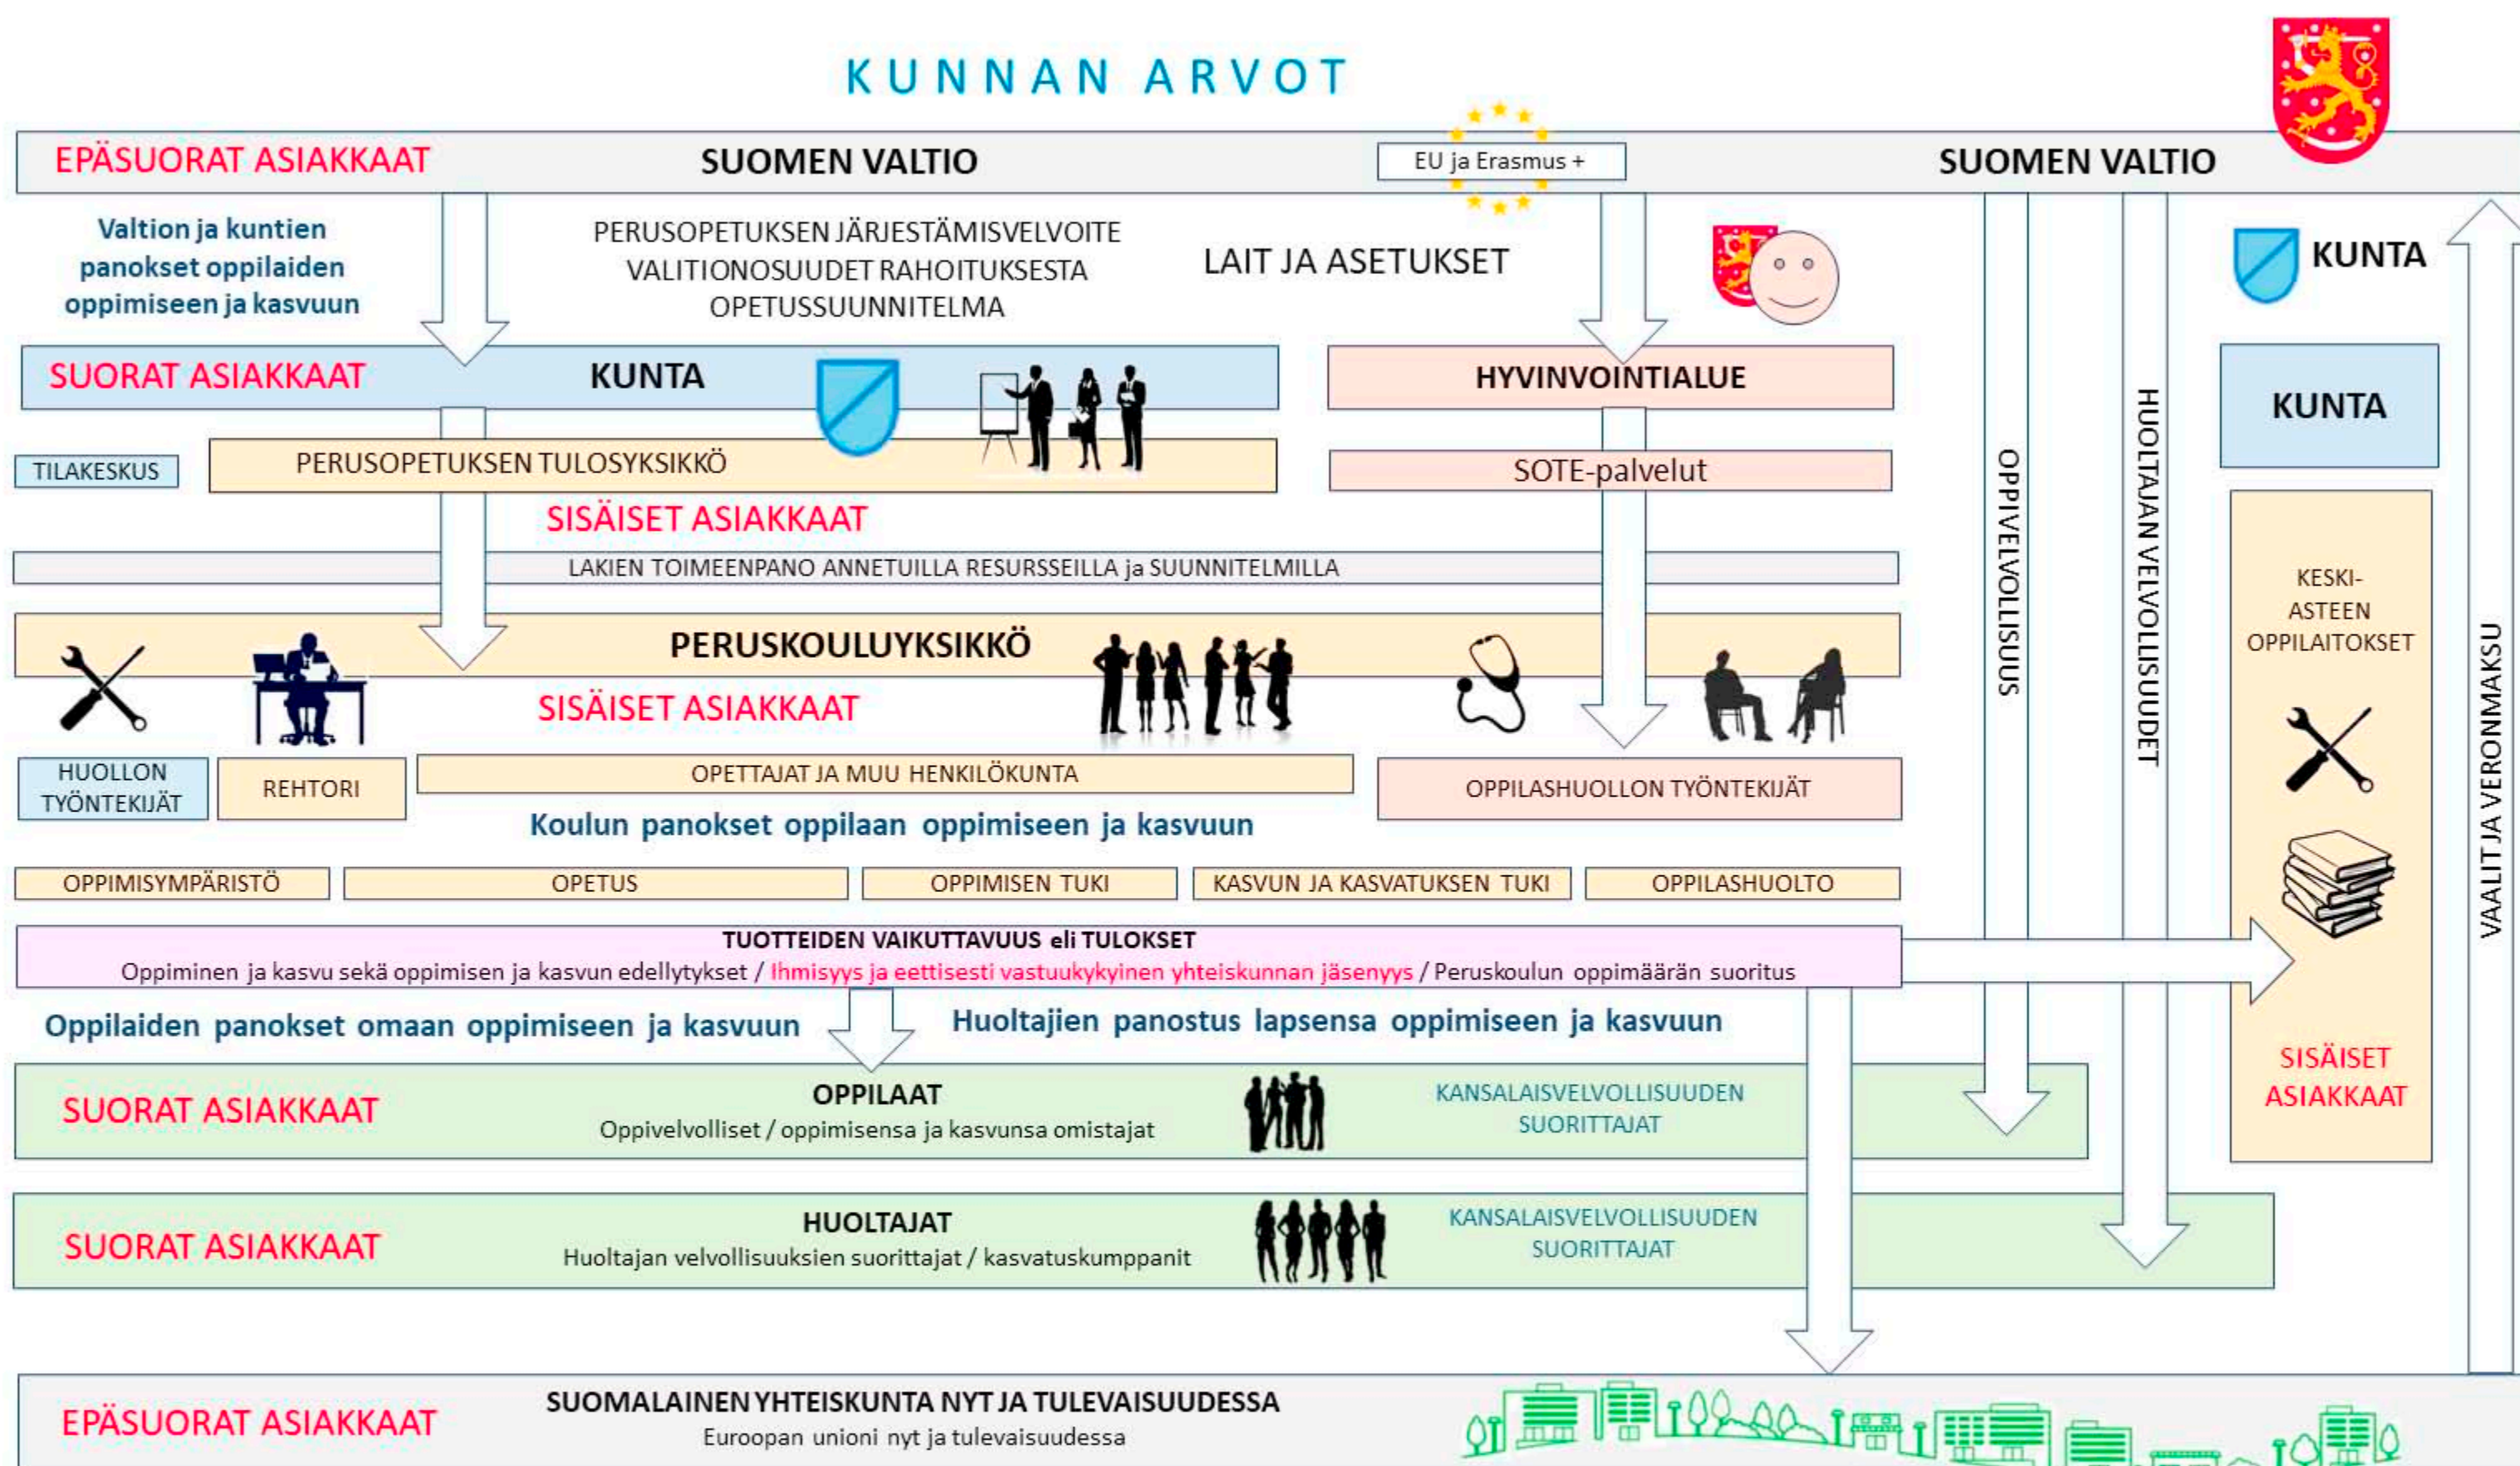 KUNNAN ARVOT
EPÄSUORAT ASIAKKAAT
SUOMEN VALTIO
EU ja Erasmus +
SUOMEN VALTIO
Valtion ja kuntien
panokset oppilaiden
oppimiseen ja kasvuun
PERUSOPETUKSEN JÄRJESTÄMISVELVOITE
VALITIONOSUUDET RAHOITUKSESTA
OPETUSSUUNNITELMA
LAIT JA ASETUKSET
KUNTA
SUORAT ASIAKKAAT
KUNTA
HYVINVOINTIALUE
KUNTA
TILAKESKUS
PERUSOPETUKSEN TULOSYKSIKKÖ
SOTE-palvelut
SISÄISET ASIAKKAAT
LAKIEN TOIMEENPANO ANNETUILLA RESURSSEILLA ja SUUNNITELMILLA
OPPIVELVOLLISUUS
HUOLTAJAN VELVOLLISUUDET
KESKI-
ASTEEN
OPPILAITOKSET
VAALIT JA VERONMAKSU
PERUSKOULUYKSIKKÖ
SISÄISET ASIAKKAAT
HUOLLON
TYÖNTEKIJÄT
REHTORI
OPETTAJAT JA MUU HENKILÖKUNTA
OPPILASHUOLLON TYÖNTEKIJÄT
Koulun panokset oppilaan oppimiseen ja kasvuun
OPPIMISYMPÄRISTÖ
OPETUS
OPPIMISEN TUKI
KASVUN JA KASVATUKSEN TUKI
OPPILASHUOLTO
TUOTTEIDEN VAIKUTTAVUUS eli TULOKSET
Oppiminen ja kasvu sekä oppimisen ja kasvun edellytykset / Ihmisyys ja eettisesti vastuukykyinen yhteiskunnan jäsenyys / Peruskoulun oppimäärän suoritus
Oppilaiden panokset omaan oppimiseen ja kasvuun
Huoltajien panostus lapsensa oppimiseen ja kasvuun
SISÄISET
ASIAKKAAT
SUORAT ASIAKKAAT
OPPILAAT
Oppivelvolliset / oppimisensa ja kasvunsa omistajat
KANSALAISVELVOLLISUUDEN
SUORITTAJAT
SUORAT ASIAKKAAT
HUOLTAJAT
Huoltajan velvollisuuksien suorittajat / kasvatuskumppanit
KANSALAISVELVOLLISUUDEN
SUORITTAJAT
EPÄSUORAT ASIAKKAAT
SUOMALAINEN YHTEISKUNTA NYT JA TULEVAISUUDESSA
Euroopan unioni nyt ja tulevaisuudessa